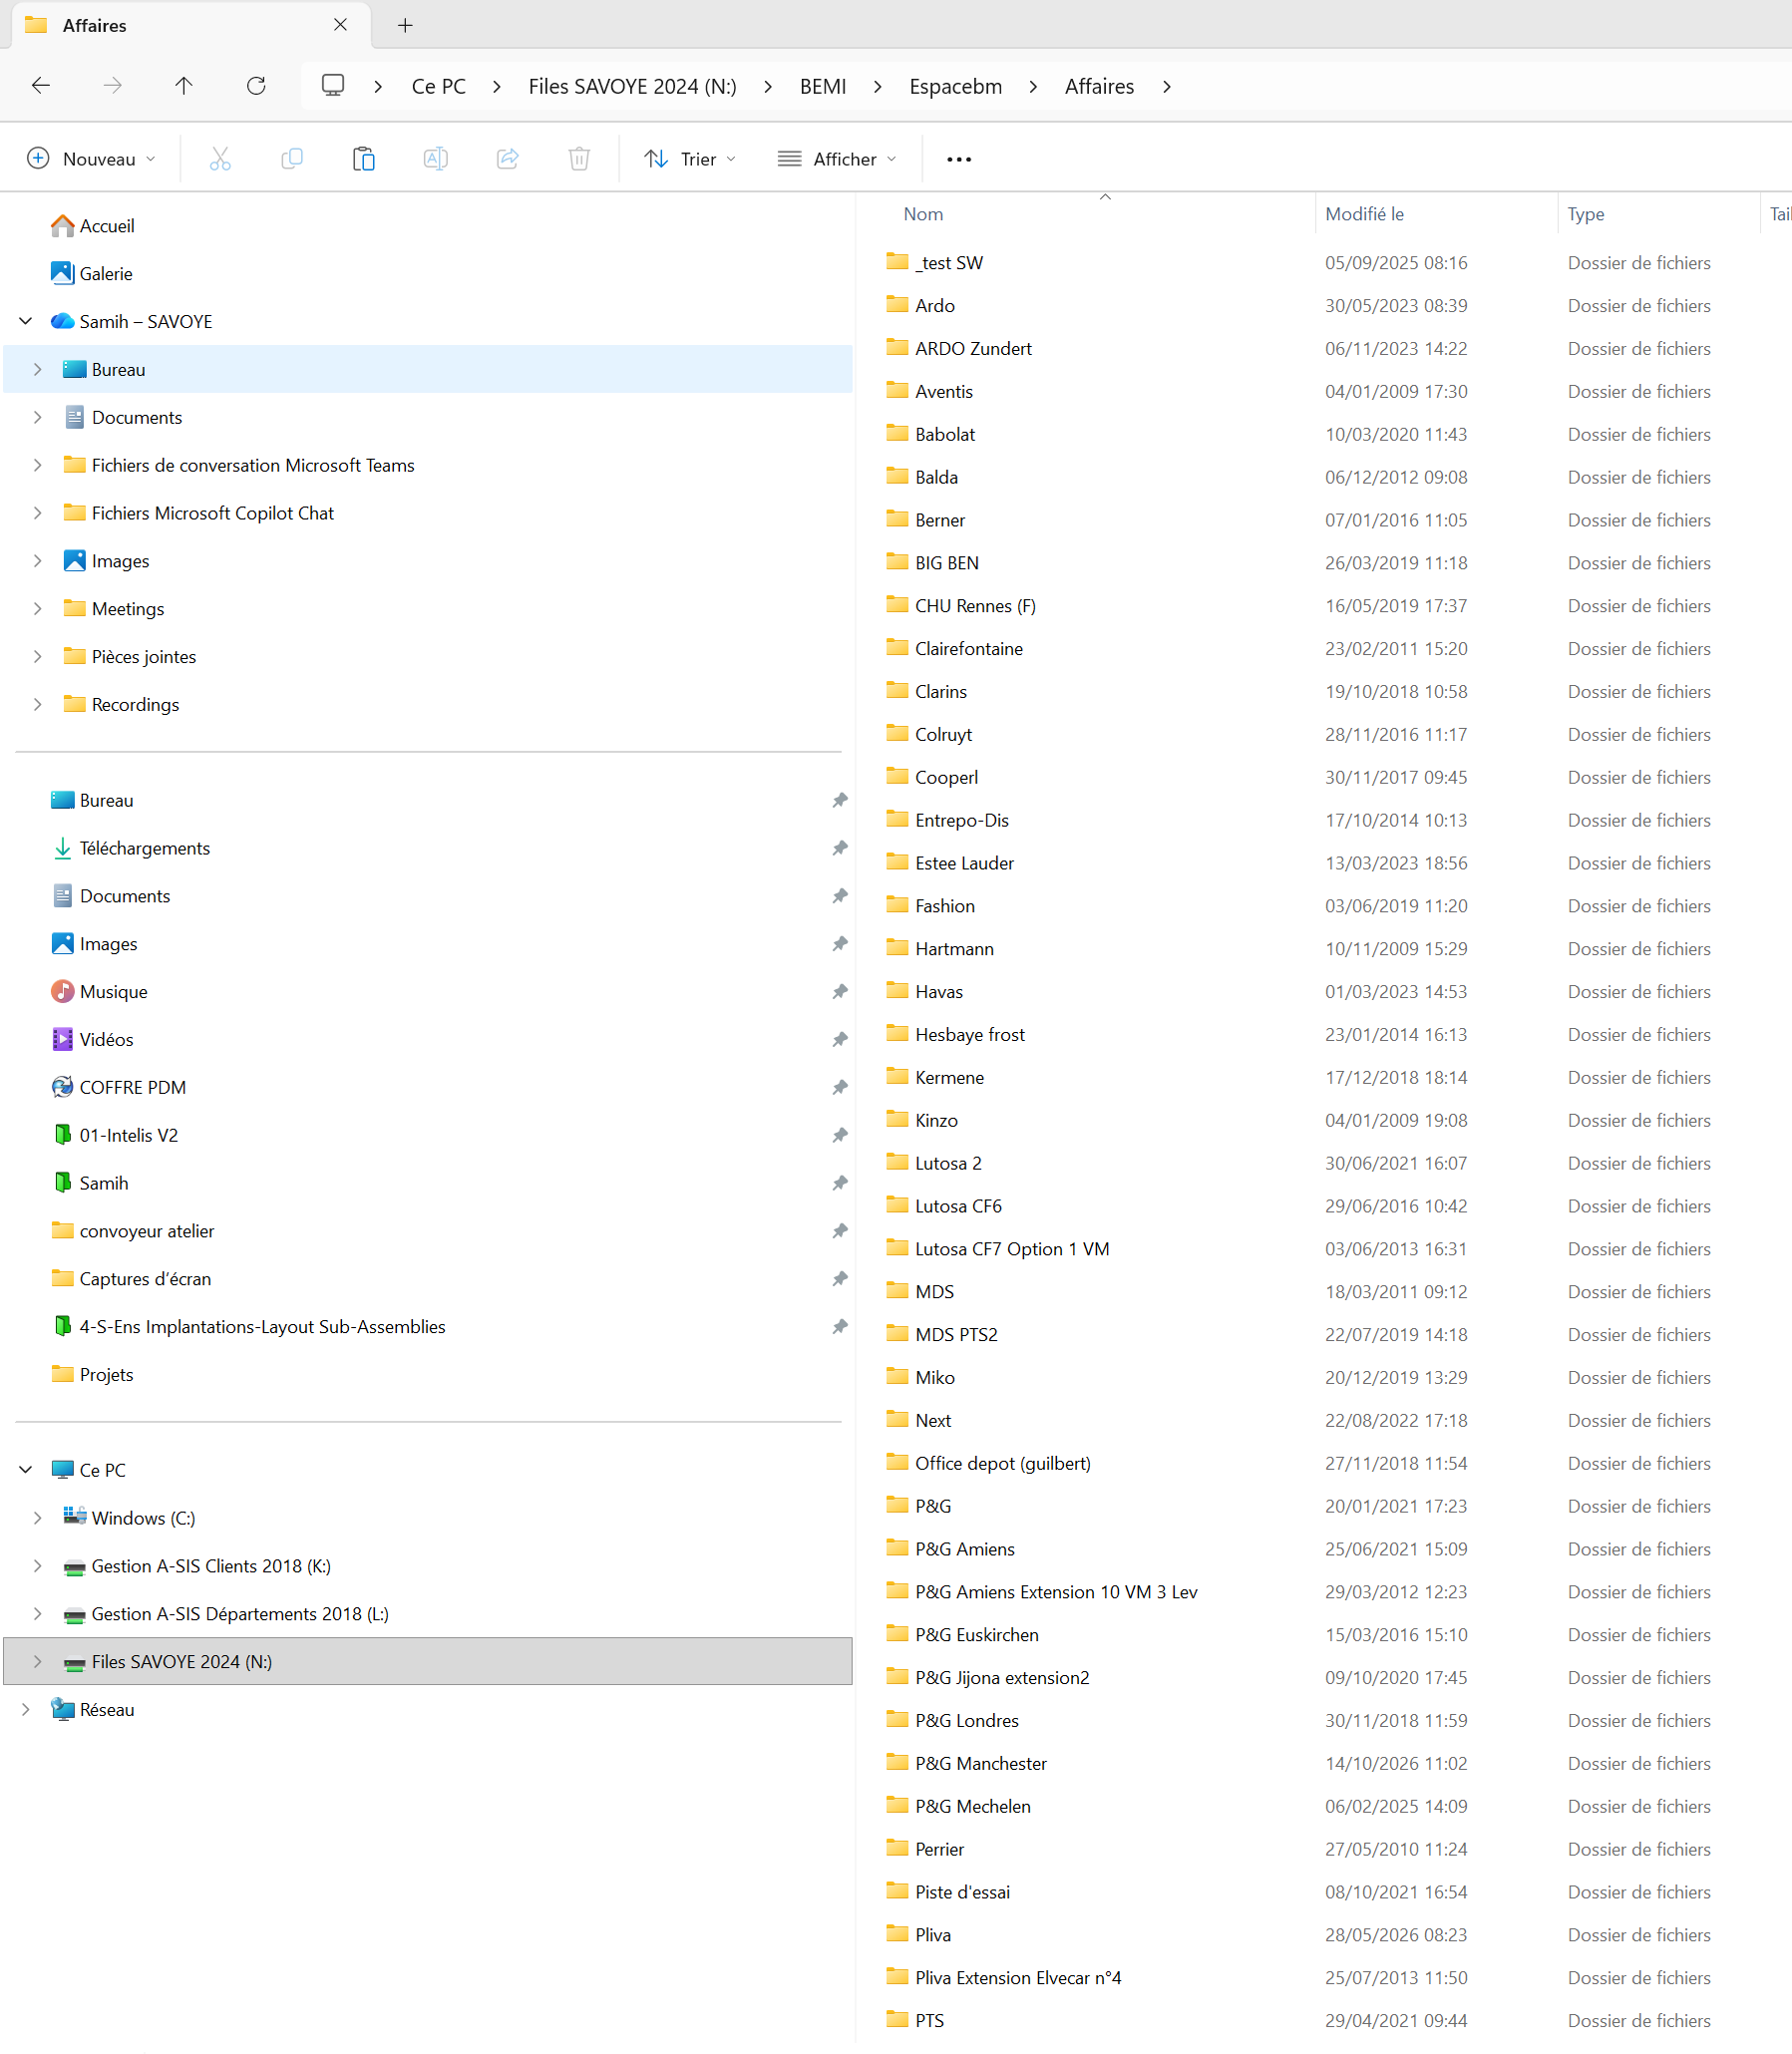 Affaires
Ce PC Files SAVOYE 2024 (N:) BEMI Espacebm Affaires
Nouveau Trier Afficher
Accueil
Galerie
Samih – SAVOYE
Bureau
Documents
Fichiers de conversation Microsoft Teams
Fichiers Microsoft Copilot Chat
Images
Meetings
Pièces jointes
Recordings
Bureau
Téléchargements
Documents
Images
Musique
Vidéos
COFFRE PDM
01-Intelis V2
Samih
convoyeur atelier
Captures d'écran
4-S-Ens Implantations-Layout Sub-Assemblies
Projets
Ce PC
Windows (C:)
Gestion A-SIS Clients 2018 (K:)
Gestion A-SIS Départements 2018 (L:)
Files SAVOYE 2024 (N:)
Réseau
Nom Modifié le Type Tail
_test SW 05/09/2025 08:16 Dossier de fichiers
Ardo 30/05/2023 08:39 Dossier de fichiers
ARDO Zundert 06/11/2023 14:22 Dossier de fichiers
Aventis 04/01/2009 17:30 Dossier de fichiers
Babolat 10/03/2020 11:43 Dossier de fichiers
Balda 06/12/2012 09:08 Dossier de fichiers
Berner 07/01/2016 11:05 Dossier de fichiers
BIG BEN 26/03/2019 11:18 Dossier de fichiers
CHU Rennes (F) 16/05/2019 17:37 Dossier de fichiers
Clairefontaine 23/02/2011 15:20 Dossier de fichiers
Clarins 19/10/2018 10:58 Dossier de fichiers
Colruyt 28/11/2016 11:17 Dossier de fichiers
Cooperl 30/11/2017 09:45 Dossier de fichiers
Entrepo-Dis 17/10/2014 10:13 Dossier de fichiers
Estee Lauder 13/03/2023 18:56 Dossier de fichiers
Fashion 03/06/2019 11:20 Dossier de fichiers
Hartmann 10/11/2009 15:29 Dossier de fichiers
Havas 01/03/2023 14:53 Dossier de fichiers
Hesbaye frost 23/01/2014 16:13 Dossier de fichiers
Kermene 17/12/2018 18:14 Dossier de fichiers
Kinzo 04/01/2009 19:08 Dossier de fichiers
Lutosa 2 30/06/2021 16:07 Dossier de fichiers
Lutosa CF6 29/06/2016 10:42 Dossier de fichiers
Lutosa CF7 Option 1 VM 03/06/2013 16:31 Dossier de fichiers
MDS 18/03/2011 09:12 Dossier de fichiers
MDS PTS2 22/07/2019 14:18 Dossier de fichiers
Miko 20/12/2019 13:29 Dossier de fichiers
Next 22/08/2022 17:18 Dossier de fichiers
Office depot (guilbert) 27/11/2018 11:54 Dossier de fichiers
P&G 20/01/2021 17:23 Dossier de fichiers
P&G Amiens 25/06/2021 15:09 Dossier de fichiers
P&G Amiens Extension 10 VM 3 Lev 29/03/2012 12:23 Dossier de fichiers
P&G Euskirchen 15/03/2016 15:10 Dossier de fichiers
P&G Jijona extension2 09/10/2020 17:45 Dossier de fichiers
P&G Londres 30/11/2018 11:59 Dossier de fichiers
P&G Manchester 14/10/2026 11:02 Dossier de fichiers
P&G Mechelen 06/02/2025 14:09 Dossier de fichiers
Perrier 27/05/2010 11:24 Dossier de fichiers
Piste d'essai 08/10/2021 16:54 Dossier de fichiers
Pliva 28/05/2026 08:23 Dossier de fichiers
Pliva Extension Elvecar n°4 25/07/2013 11:50 Dossier de fichiers
PTS 29/04/2021 09:44 Dossier de fichiers